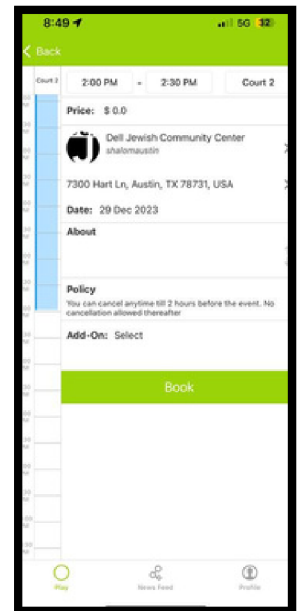 8:49
5G 32
Back
Court 2
2:00 PM - 2:30 PM Court 2
Price: $ 0.0
Dell Jewish Community Center
shalomaustin
7300 Hart Ln, Austin, TX 78731, USA
Date: 29 Dec 2023
About
Policy
You can cancel anytime till 2 hours before the event. No
cancellation allowed thereafter
Add-On: Select
Book
Play News Feed Profile